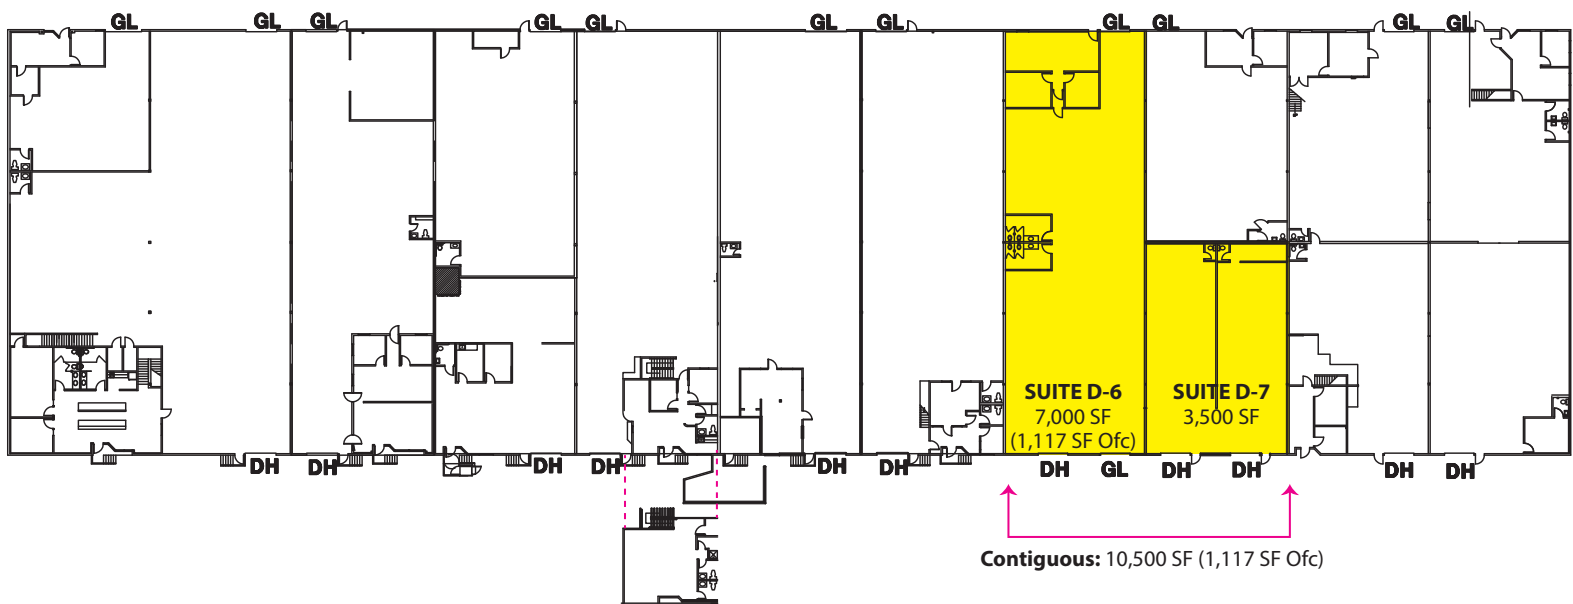 GL GL GL GL GL GL GL GL GL GL GL
SUITE D-6
7,000 SF
(1,117 SF Ofc)
SUITE D-7
3,500 SF
DH DH DH DH DH DH DH GL DH DH DH DH
Contiguous: 10,500 SF (1,117 SF Ofc)